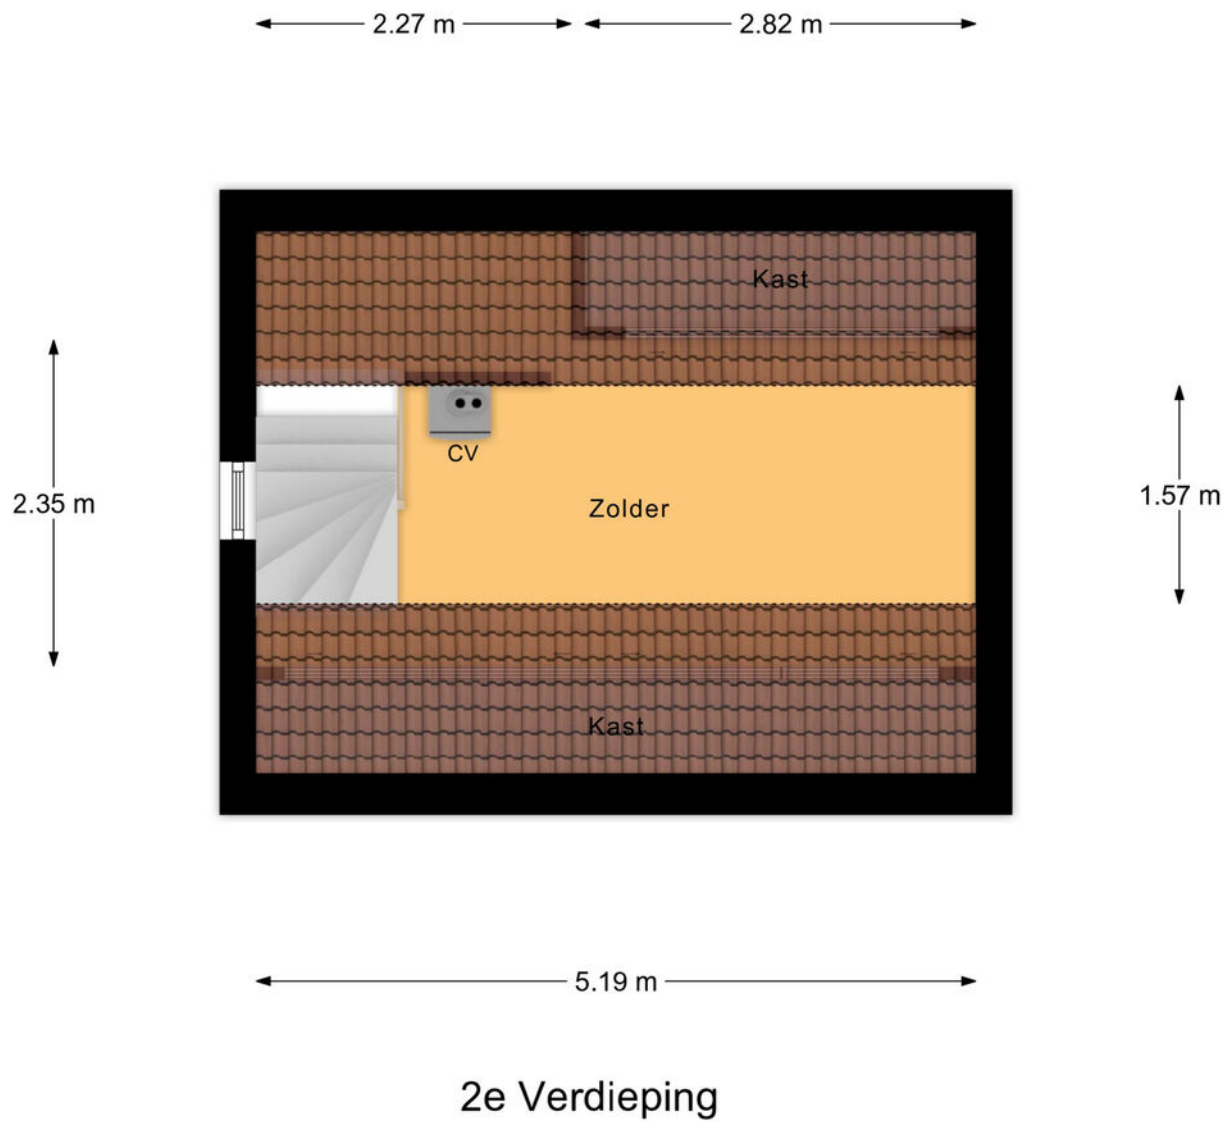 2.27 m
2.82 m
Kast
CV
2.35 m
Zolder
1.57 m
Kast
5.19 m
2e Verdieping